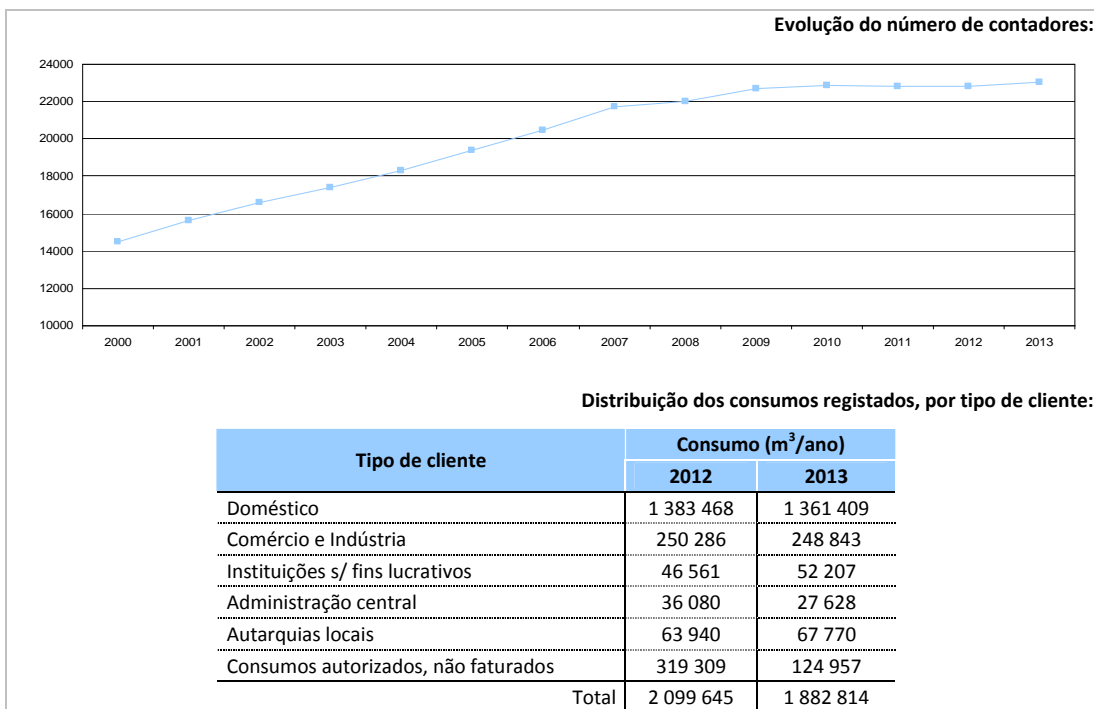 Evolução do número de contadores:
24000
22000
20000
18000
16000
14000
12000
10000
2000 2001 2002 2003 2004 2005 2006 2007 2008 2009 2010 2011 2012 2013
Distribuição dos consumos registados, por tipo de cliente:
Tipo de cliente Consumo (m³/ano)
2012 2013
Doméstico 1 383 468 1 361 409
Comércio e Indústria 250 286 248 843
Instituições s/ fins lucrativos 46 561 52 207
Administração central 36 080 27 628
Autarquias locais 63 940 67 770
Consumos autorizados, não faturados 319 309 124 957
Total 2 099 645 1 882 814